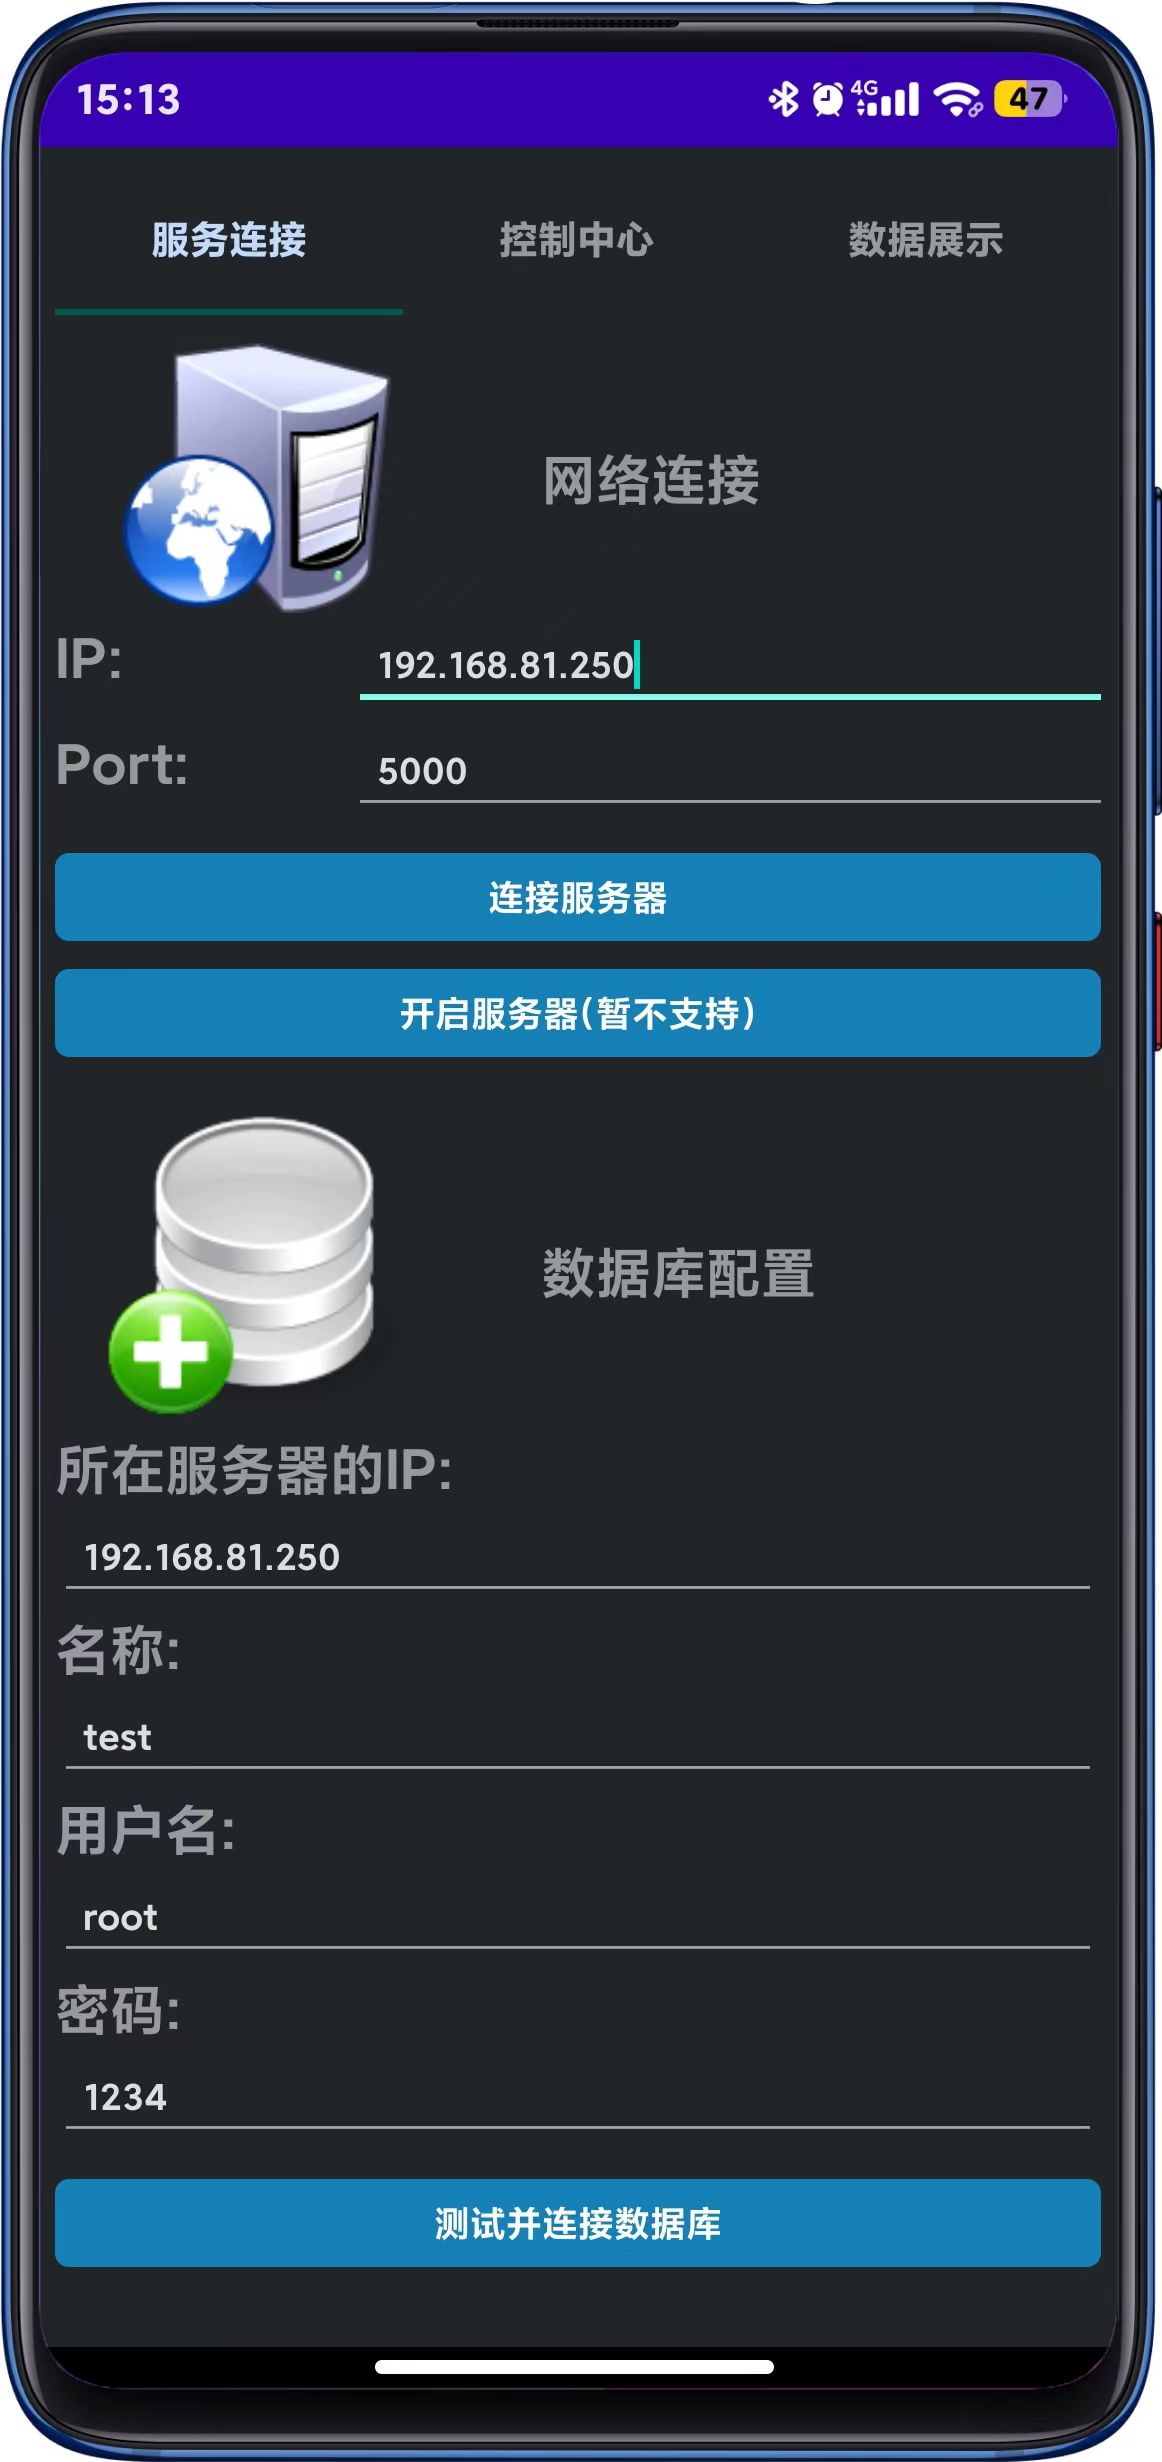 15:13
4G
47
服务连接
控制中心
数据展示
网络连接
IP:
192.168.81.250
Port:
5000
连接服务器
开启服务器(暂不支持)
数据库配置
所在服务器的IP:
192.168.81.250
名称:
test
用户名:
root
密码:
1234
测试并连接数据库